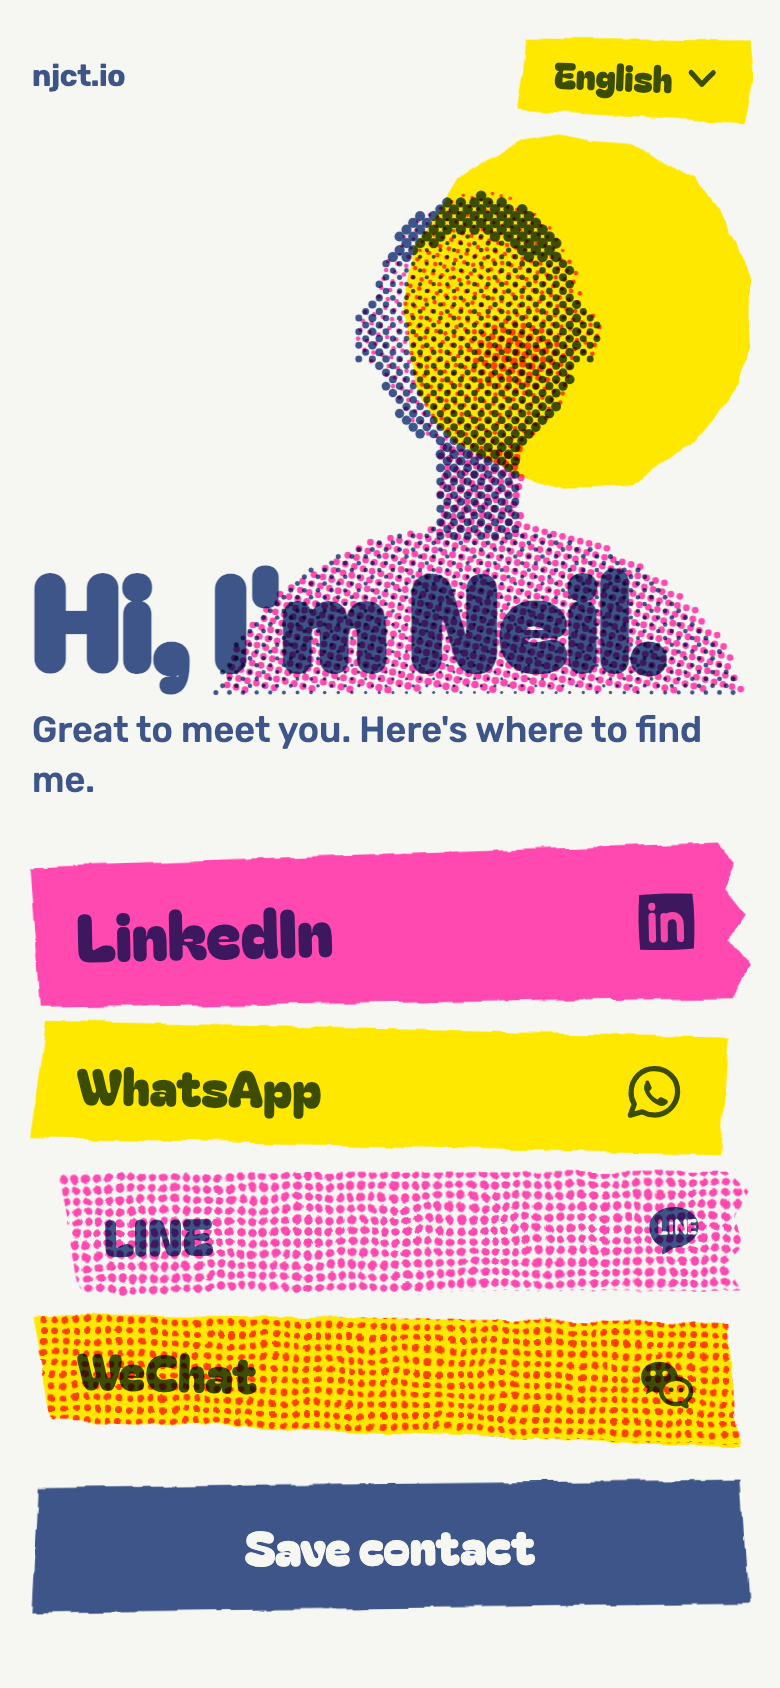 njct.io
English
Hi, I'm Neil.
Great to meet you. Here's where to find
me.
LinkedIn
in
WhatsApp
LINE
LINE
WeChat
Save contact